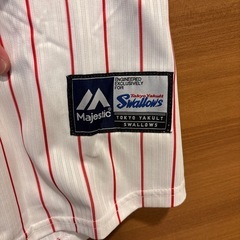 Majestic
ENGINEERED
EXCLUSIVELY
FOR
Tokyo Yakult
Swallows
TOKYO YAKULT
SWALLOWS